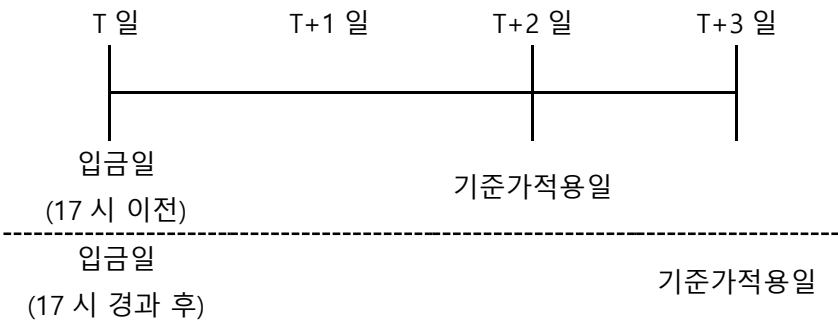 T 일 T+1 일 T+2 일 T+3 일
입금일
(17 시 이전)
기준가적용일
입금일
(17 시 경과 후)
기준가적용일